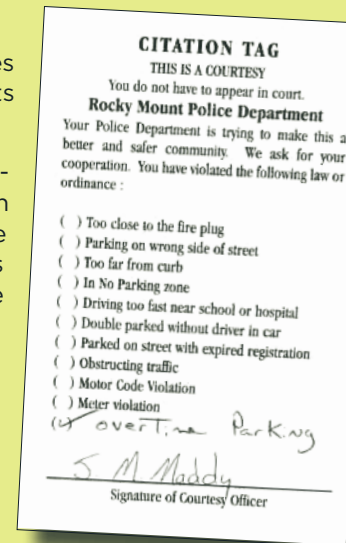 es
ts
-
n
e
s
e
CITATION TAG
THIS IS A COURTESY
You do not have to appear in court.
Rocky Mount Police Department
Your Police Department is trying to make this a
better and safer community. We ask for your
cooperation. You have violated the following law or
ordinance :
( ) Too close to the fire plug
( ) Parking on wrong side of street
( ) Too far from curb
( ) In No Parking zone
( ) Driving too fast near school or hospital
( ) Double parked without driver in car
( ) Parked on street with expired registration
( ) Obstructing traffic
( ) Motor Code Violation
( ) Meter violation
(✓) overTime Parking
S M Maddy
Signature of Courtesy Officer